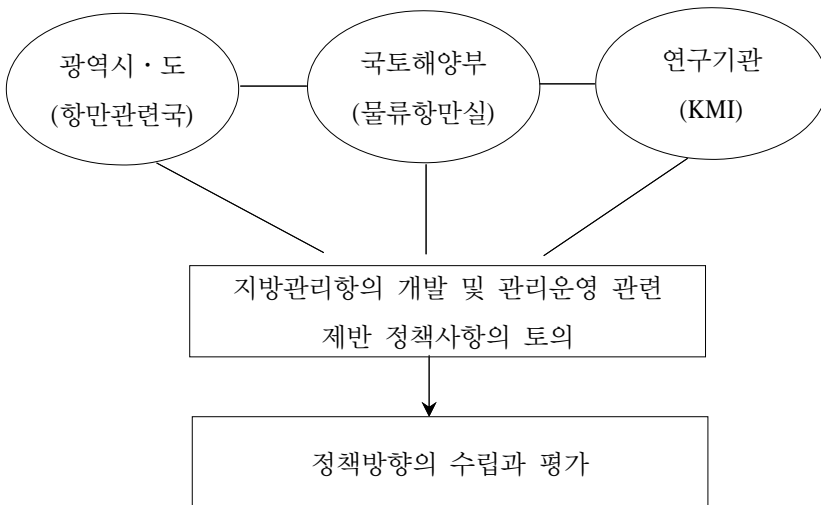 광역시·도
(항만관련국)
국토해양부
(물류항만실)
연구기관
(KMI)
지방관리항의 개발 및 관리운영 관련
제반 정책사항의 토의
정책방향의 수립과 평가